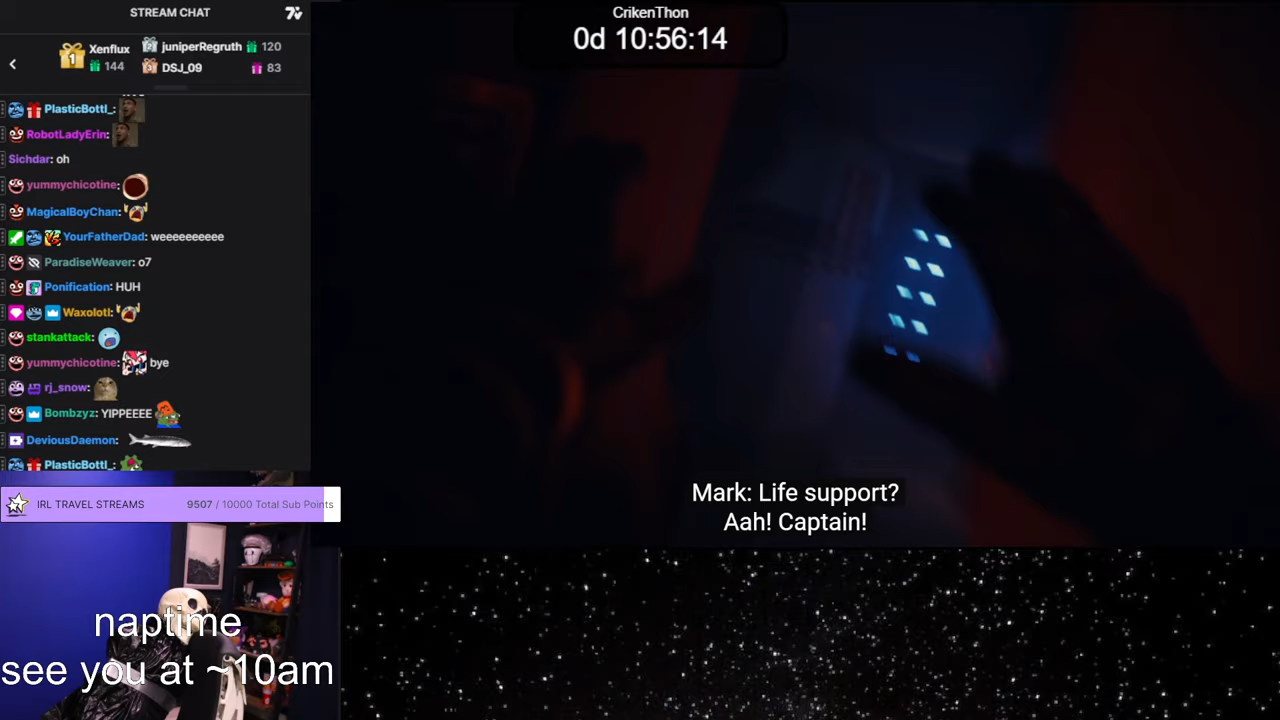 STREAM CHAT
CrikenThon
0d 10:56:14
Xenflux
144
juniperRegruth 120
DSJ_09 83
PlasticBottl_:
RobotLadyErin:
Sichdar: oh
yummychicotine:
MagicalBoyChan:
YourFatherDad: weeeeeeeeee
ParadiseWeaver: o7
Ponification: HUH
Waxolotl:
stankattack:
yummychicotine: bye
rj_snow:
Bombzyz: YIPPEEEE
DeviousDaemon:
PlasticBottl_:
IRL TRAVEL STREAMS 9507 / 10000 Total Sub Points
Mark: Life support?
Aah! Captain!
naptime
see you at ~10am